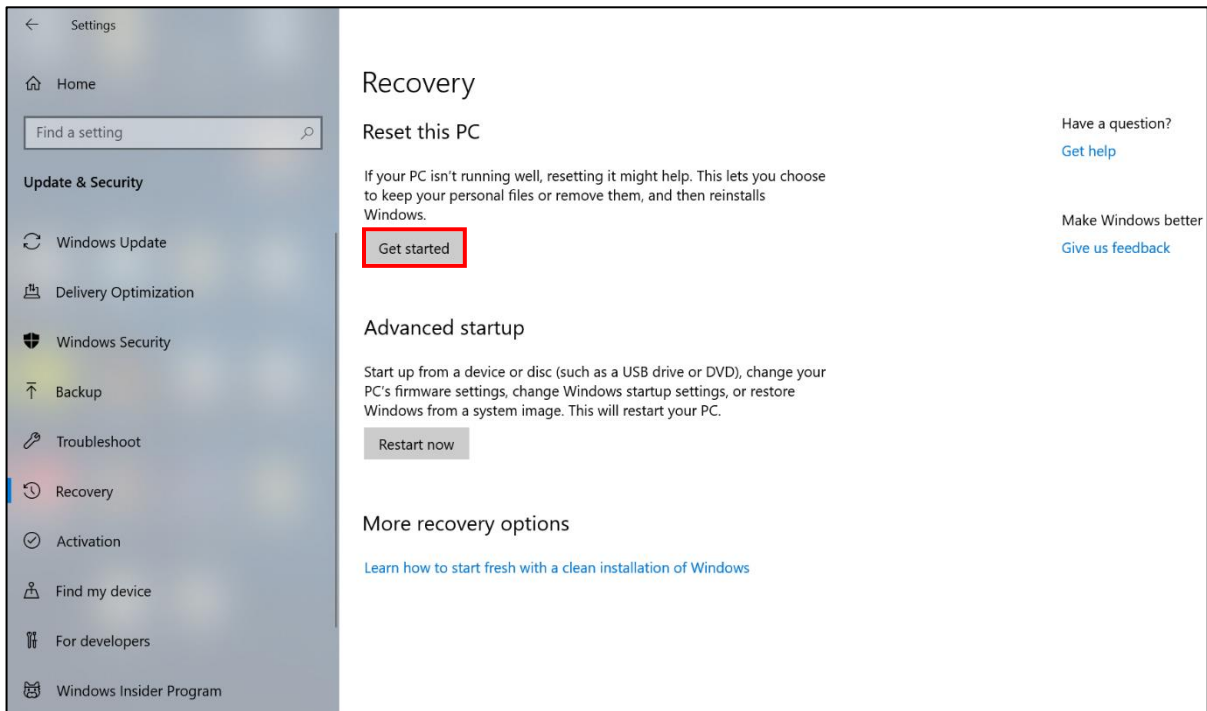 Settings
Home
Find a setting
Update & Security
Windows Update
Delivery Optimization
Windows Security
Backup
Troubleshoot
Recovery
Activation
Find my device
For developers
Windows Insider Program
Recovery
Reset this PC
If your PC isn't running well, resetting it might help. This lets you choose
to keep your personal files or remove them, and then reinstalls
Windows.
Get started
Advanced startup
Start up from a device or disc (such as a USB drive or DVD), change your
PC's firmware settings, change Windows startup settings, or restore
Windows from a system image. This will restart your PC.
Restart now
More recovery options
Learn how to start fresh with a clean installation of Windows
Have a question?
Get help
Make Windows better
Give us feedback